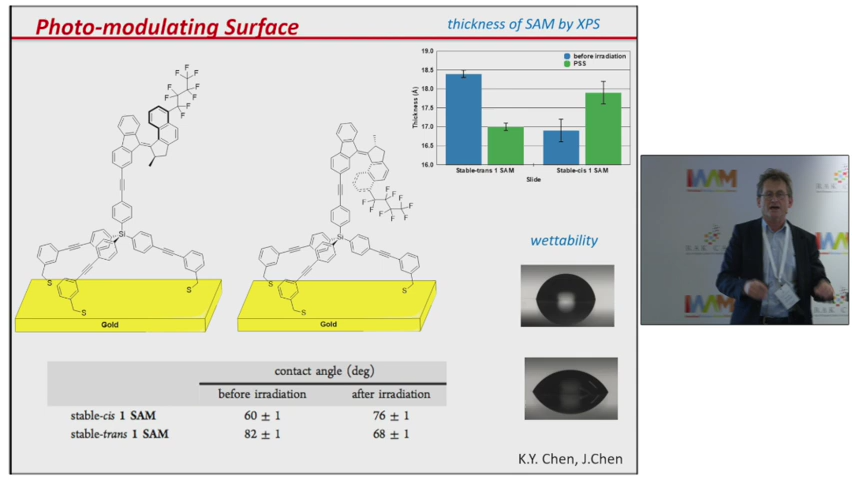 Photo-modulating Surface
thickness of SAM by XPS
before irradiation
PSS
Thickness (Å)
19.0
18.5
18.0
17.5
17.0
16.5
16.0
Stable-trans 1 SAM
Stable-cis 1 SAM
Slide
F F
F F
F F
F F
F
Si
S
S
S
Gold
F F
F F
F F
F F
F
Si
S
S
S
Gold
wettability
contact angle (deg)
before irradiation after irradiation
stable-cis 1 SAM 60 ± 1 76 ± 1
stable-trans 1 SAM 82 ± 1 68 ± 1
K.Y. Chen, J.Chen
IAAM